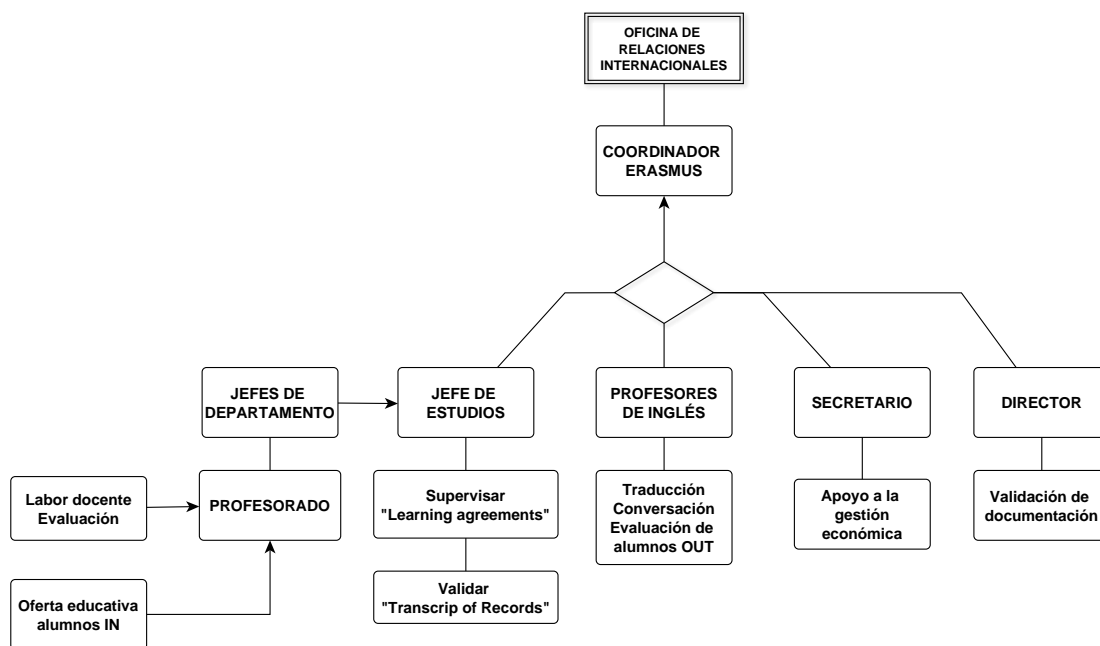 OFICINA DE
RELACIONES
INTERNACIONALES
COORDINADOR
ERASMUS
JEFES DE
DEPARTAMENTO
JEFE DE
ESTUDIOS
PROFESORES
DE INGLÉS
SECRETARIO
DIRECTOR
Labor docente
Evaluación
PROFESORADO
Supervisar
"Learning agreements"
Traducción
Conversación
Evaluación de
alumnos OUT
Apoyo a la
gestión
económica
Validación de
documentación
Oferta educativa
alumnos IN
Validar
"Transcrip of Records"